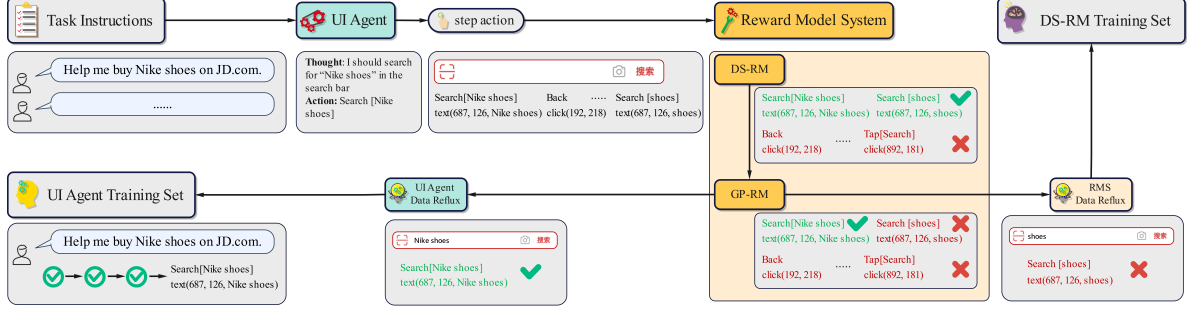 Task Instructions
UI Agent
step action
Reward Model System
DS-RM Training Set
Help me buy Nike shoes on JD.com.
......
Thought: I should search
for “Nike shoes” in the
search bar
Action: Search [Nike
shoes]
搜索
Search[Nike shoes]
text(687, 126, Nike shoes)
Back
click(192, 218)
.....
Search [shoes]
text(687, 126, shoes)
DS-RM
Search[Nike shoes]
text(687, 126, Nike shoes)
Search [shoes]
text(687, 126, shoes)
Back
click(192, 218)
.....
Tap[Search]
click(892, 181)
UI Agent Training Set
UI Agent
Data Reflux
GP-RM
RMS
Data Reflux
Help me buy Nike shoes on JD.com.
Search[Nike shoes]
text(687, 126, Nike shoes)
Nike shoes
搜索
Search[Nike shoes]
text(687, 126, Nike shoes)
Search[Nike shoes]
text(687, 126, Nike shoes)
Search [shoes]
text(687, 126, shoes)
Back
click(192, 218)
.....
Tap[Search]
click(892, 181)
shoes
搜索
Search [shoes]
text(687, 126, shoes)